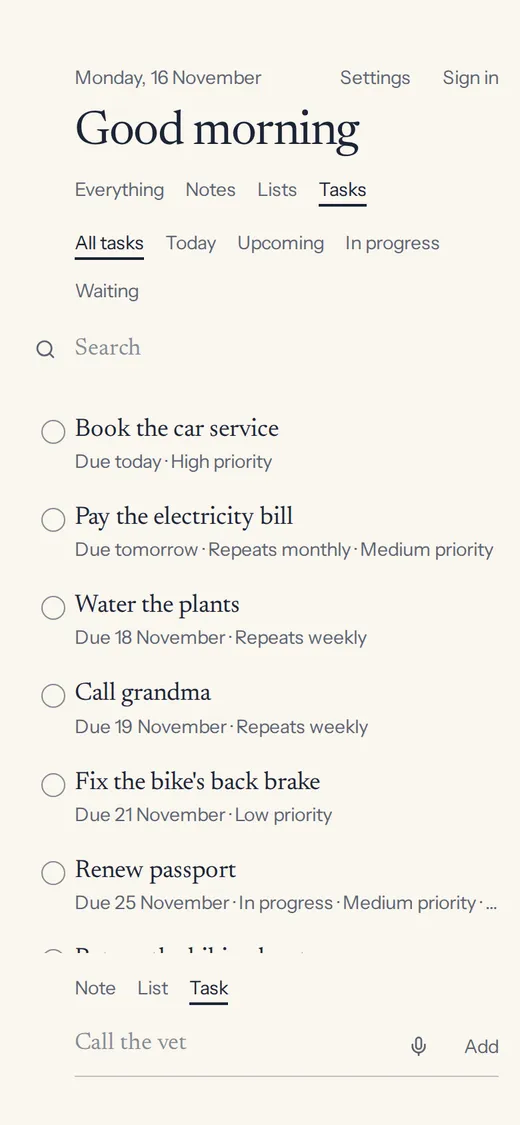 Monday, 16 November Settings Sign in
Good morning
Everything Notes Lists Tasks
All tasks Today Upcoming In progress
Waiting
Search
Book the car service
Due today · High priority
Pay the electricity bill
Due tomorrow · Repeats monthly · Medium priority
Water the plants
Due 18 November · Repeats weekly
Call grandma
Due 19 November · Repeats weekly
Fix the bike's back brake
Due 21 November · Low priority
Renew passport
Due 25 November · In progress · Medium priority · ...
Note List Task
Call the vet Add